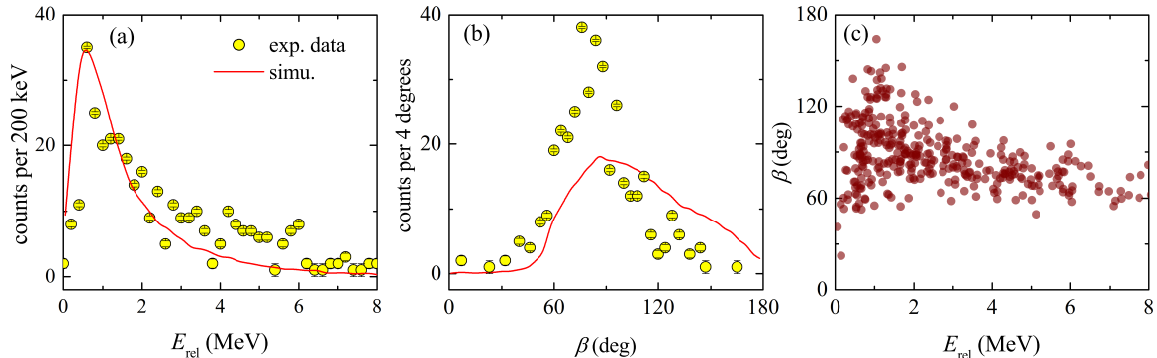 (a)
exp. data
simu.
counts per 200 keV
40
20
0
0 2 4 6 8
E_rel (MeV)
(b)
counts per 4 degrees
40
20
0
0 60 120 180
β (deg)
(c)
β (deg)
180
120
60
0
0 2 4 6 8
E_rel (MeV)